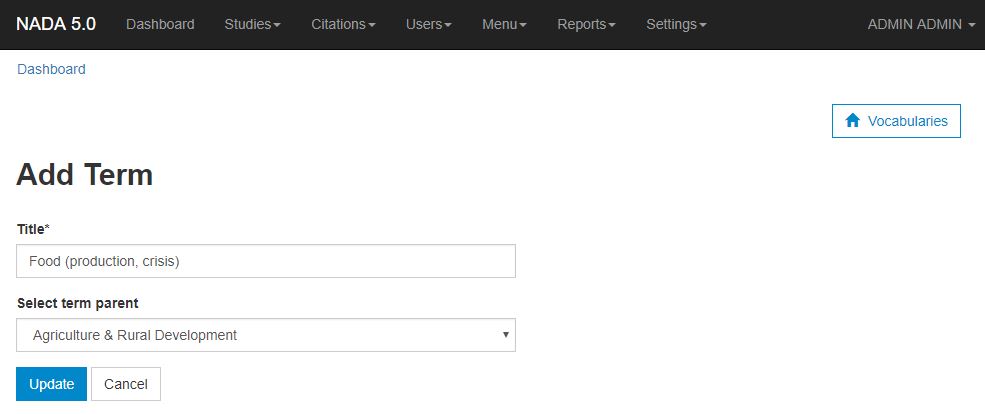 NADA 5.0 Dashboard Studies Citations Users Menu Reports Settings ADMIN ADMIN
Dashboard
Vocabularies
Add Term
Title*
Food (production, crisis)
Select term parent
Agriculture & Rural Development
Update Cancel